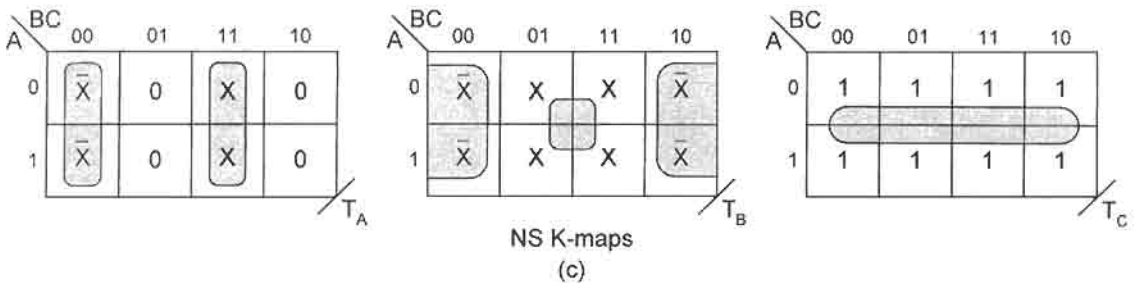 BC BC BC
A 00 01 11 10 A 00 01 11 10 A 00 01 11 10
0 X̄ 0 X 0 0 X̄ X X X̄ 0 1 1 1 1
1 X̄ 0 X 0 1 X̄ X X X̄ 1 1 1 1 1
T_A T_B T_C
NS K-maps
(c)